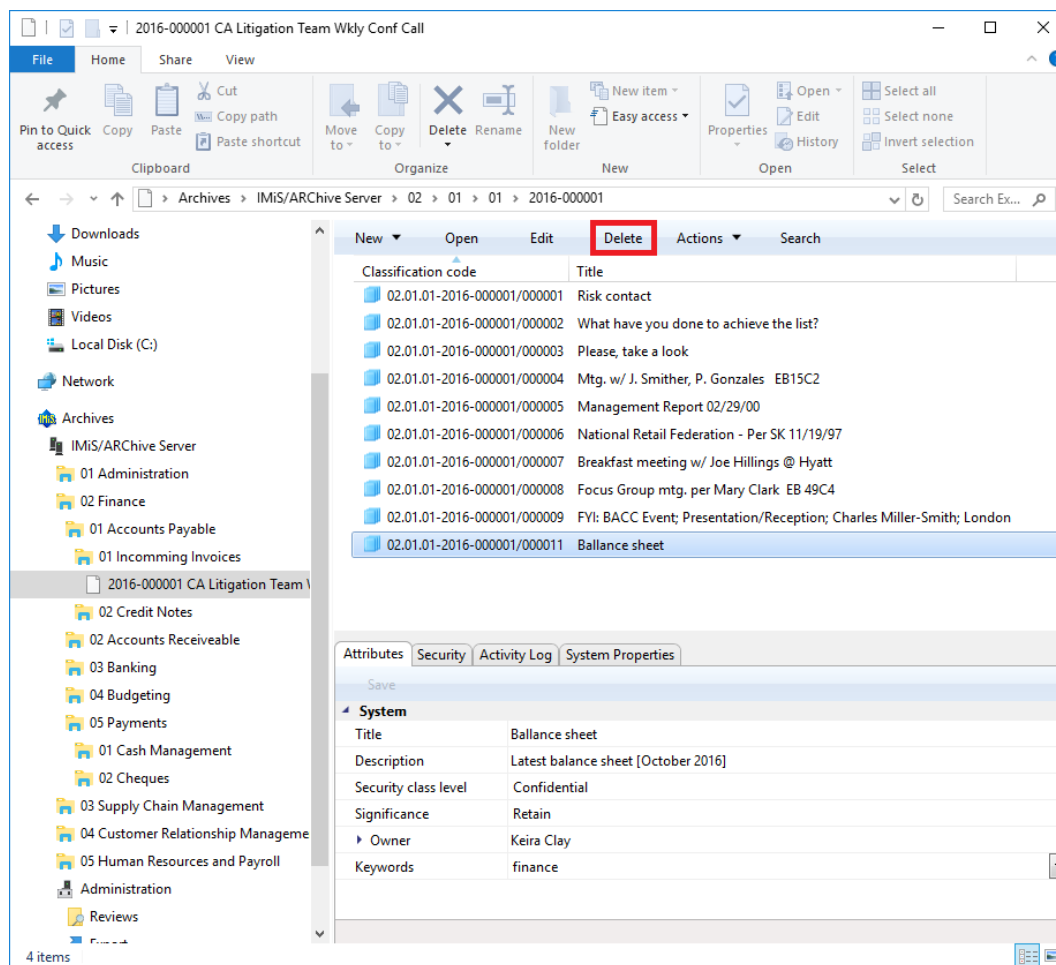 2016-000001 CA Litigation Team Wkly Conf Call
File Home Share View
Pin to Quick access
Copy
Paste
Cut
Copy path
Paste shortcut
Clipboard
Move to
Copy to
Delete
Rename
Organize
New folder
New item
Easy access
New
Properties
Open
Edit
History
Open
Select all
Select none
Invert selection
Select
Archives > IMiS/ARChive Server > 02 > 01 > 01 > 2016-000001
Search Ex...
Downloads
Music
Pictures
Videos
Local Disk (C:)
Network
Archives
IMiS/ARChive Server
01 Administration
02 Finance
01 Accounts Payable
01 Incomming Invoices
2016-000001 CA Litigation Team
02 Credit Notes
02 Accounts Receiveable
03 Banking
04 Budgeting
05 Payments
01 Cash Management
02 Cheques
03 Supply Chain Management
04 Customer Relationship Manageme
05 Human Resources and Payroll
Administration
Reviews
New Open Edit Delete Actions Search
Classification code Title
02.01.01-2016-000001/000001 Risk contact
02.01.01-2016-000001/000002 What have you done to achieve the list?
02.01.01-2016-000001/000003 Please, take a look
02.01.01-2016-000001/000004 Mtg. w/ J. Smither, P. Gonzales EB15C2
02.01.01-2016-000001/000005 Management Report 02/29/00
02.01.01-2016-000001/000006 National Retail Federation - Per SK 11/19/97
02.01.01-2016-000001/000007 Breakfast meeting w/ Joe Hillings @ Hyatt
02.01.01-2016-000001/000008 Focus Group mtg. per Mary Clark EB 49C4
02.01.01-2016-000001/000009 FYI: BACC Event; Presentation/Reception; Charles Miller-Smith; London
02.01.01-2016-000001/000011 Ballance sheet
Attributes Security Activity Log System Properties
Save
System
Title Ballance sheet
Description Latest balance sheet [October 2016]
Security class level Confidential
Significance Retain
Owner Keira Clay
Keywords finance
4 items